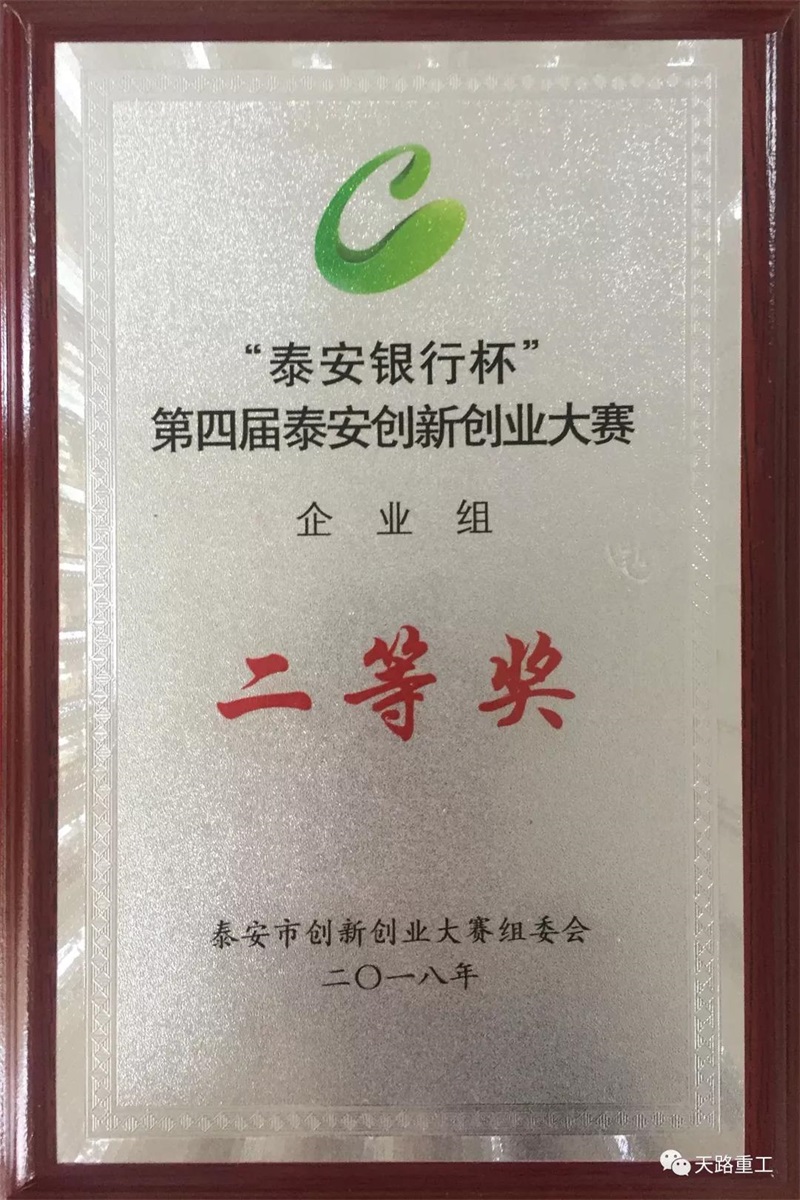 “泰安银行杯”
第四届泰安创新创业大赛
企业组
二等奖
泰安市创新创业大赛组委会
二〇一八年
天路重工